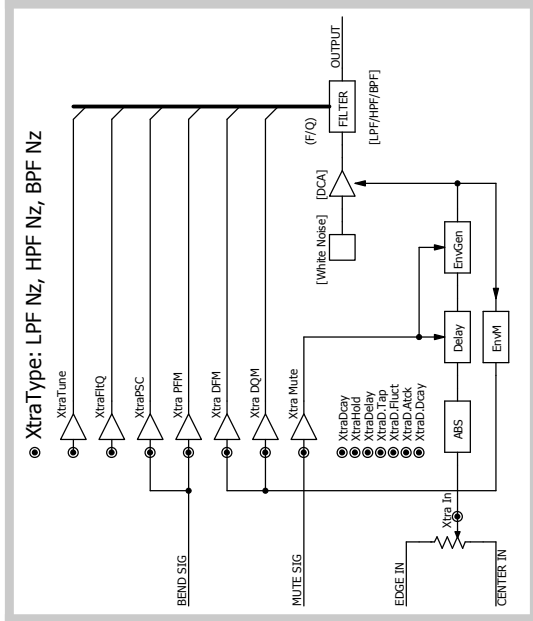 XtraType: LPF Nz, HPF Nz, BPF Nz
XtraTune
XtraFltQ
XtraPSC
Xtra PFM
Xtra DFM
Xtra DQM
Xtra Mute
BEND SIG
MUTE SIG
XtraDcay
XtraHold
XtraDelay
XtraD.Tap
XtraD.Fluct
XtraD.Atck
XtraD.Dcay
EDGE IN
CENTER IN
Xtra In
ABS
Delay
EnvGen
EnvM
[White Noise]
[DCA]
(F/Q)
FILTER
[LPF/HPF/BPF]
OUTPUT